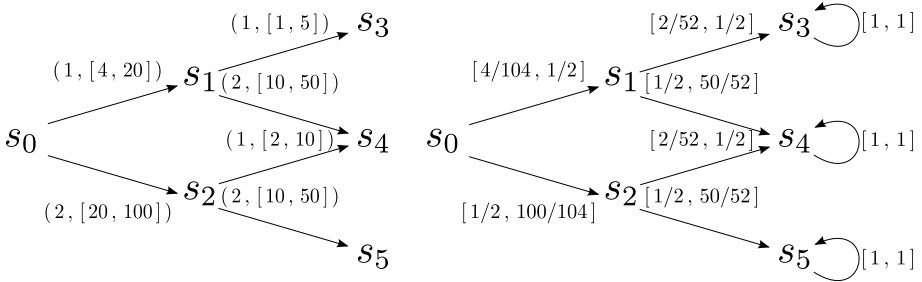 (1, [1, 5]) s3
(1, [4, 20]) s1 (2, [10, 50])
s0 (1, [2, 10]) s4
(2, [20, 100]) s2 (2, [10, 50])
s5
[2/52, 1/2] s3 [1, 1]
[4/104, 1/2] s1 [1/2, 50/52]
s0 [2/52, 1/2] s4 [1, 1]
[1/2, 100/104] s2 [1/2, 50/52]
s5 [1, 1]